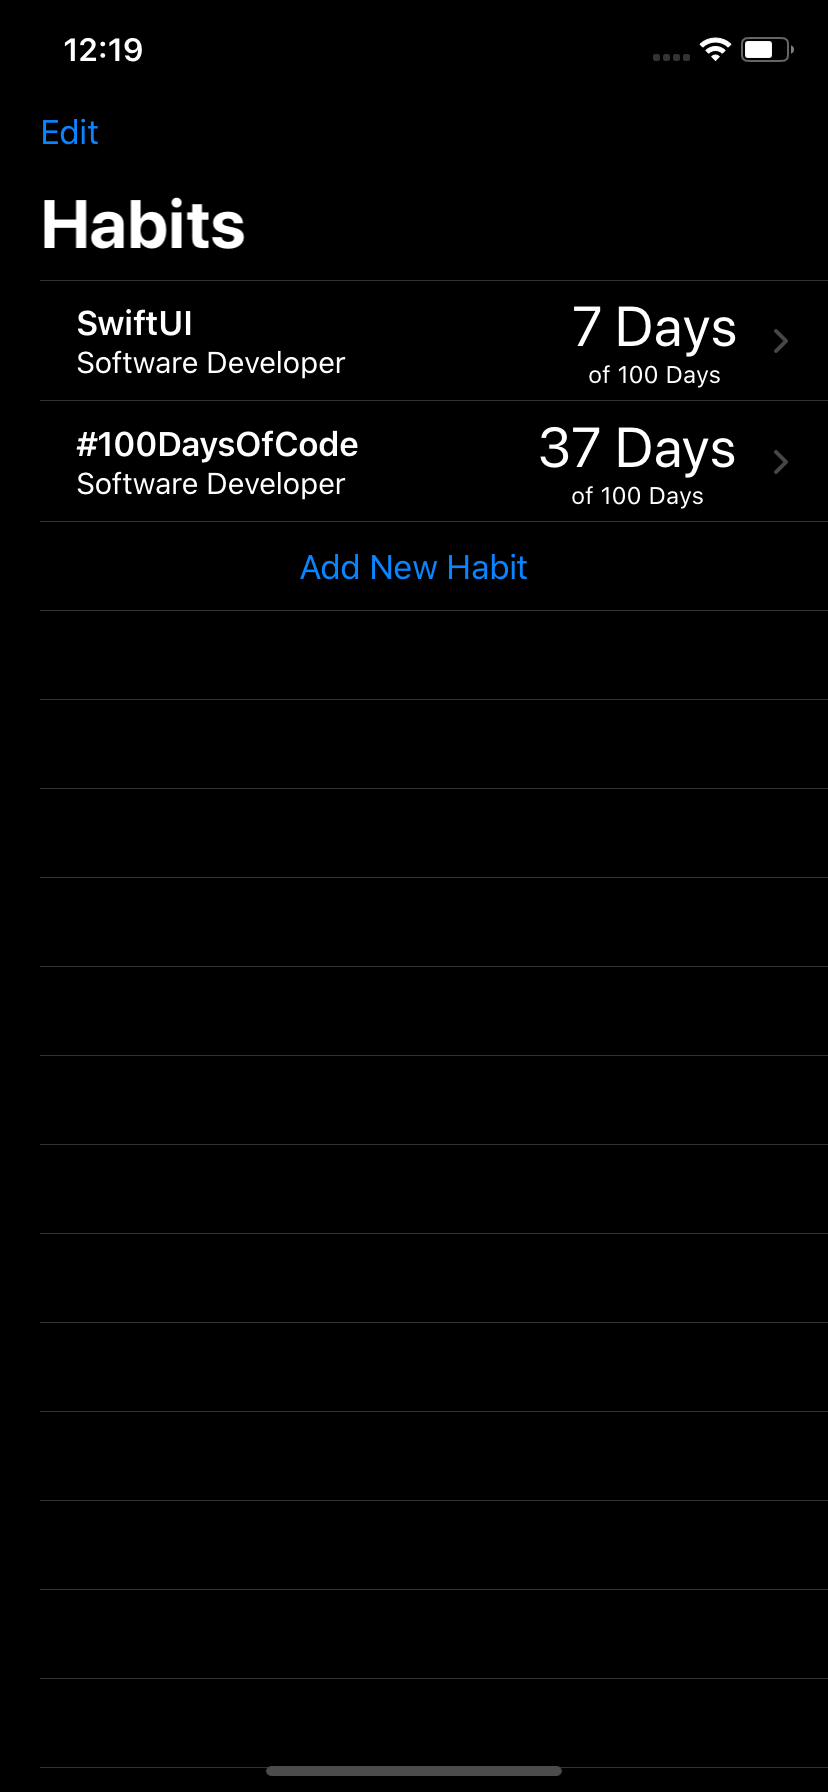 12:19
Edit
Habits
SwiftUI
Software Developer
7 Days
of 100 Days
#100DaysOfCode
Software Developer
37 Days
of 100 Days
Add New Habit